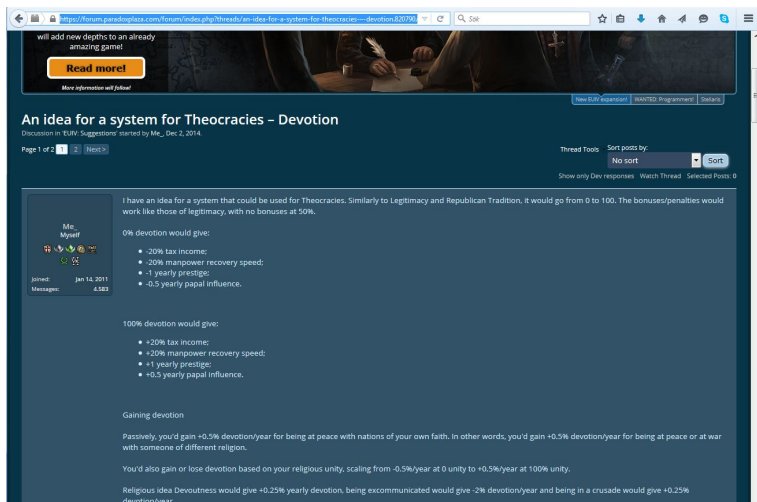 https://forum.paradoxplaza.com/forum/index.php?threads/an-idea-for-a-system-for-theocracies-—-devotion.820790/
Sök
will add new depths to an already
amazing game!
Read more!
More information will follow!
New EUIV expansion!
WANTED: Programmers!
Stellaris
An idea for a system for Theocracies – Devotion
Discussion in 'EUIV: Suggestions' started by Me_, Dec 2, 2014.
Page 1 of 2 1 2 Next >
Thread Tools
Sort posts by:
No sort
Sort
Show only Dev responses Watch Thread Selected Posts: 0
Me_
Myself
Joined: Jan 14, 2011
Messages: 4.583
I have an idea for a system that could be used for Theocracies. Similarly to Legitimacy and Republican Tradition, it would go from 0 to 100. The bonuses/penalties would
work like those of legitimacy, with no bonuses at 50%.
0% devotion would give:
-20% tax income;
-20% manpower recovery speed;
-1 yearly prestige;
-0.5 yearly papal influence.
100% devotion would give:
+20% tax income;
+20% manpower recovery speed;
+1 yearly prestige;
+0.5 yearly papal influence.
Gaining devotion
Passively, you'd gain +0.5% devotion/year for being at peace with nations of your own faith. In other words, you'd gain +0.5% devotion/year for being at peace or at war
with someone of different religion.
You'd also gain or lose devotion based on your religious unity, scaling from -0.5%/year at 0 unity to +0.5%/year at 100% unity.
Religious idea Devoutness would give +0.25% yearly devotion, being excommunicated would give -2% devotion/year and being in a crusade would give +0.25%
devotion/year.